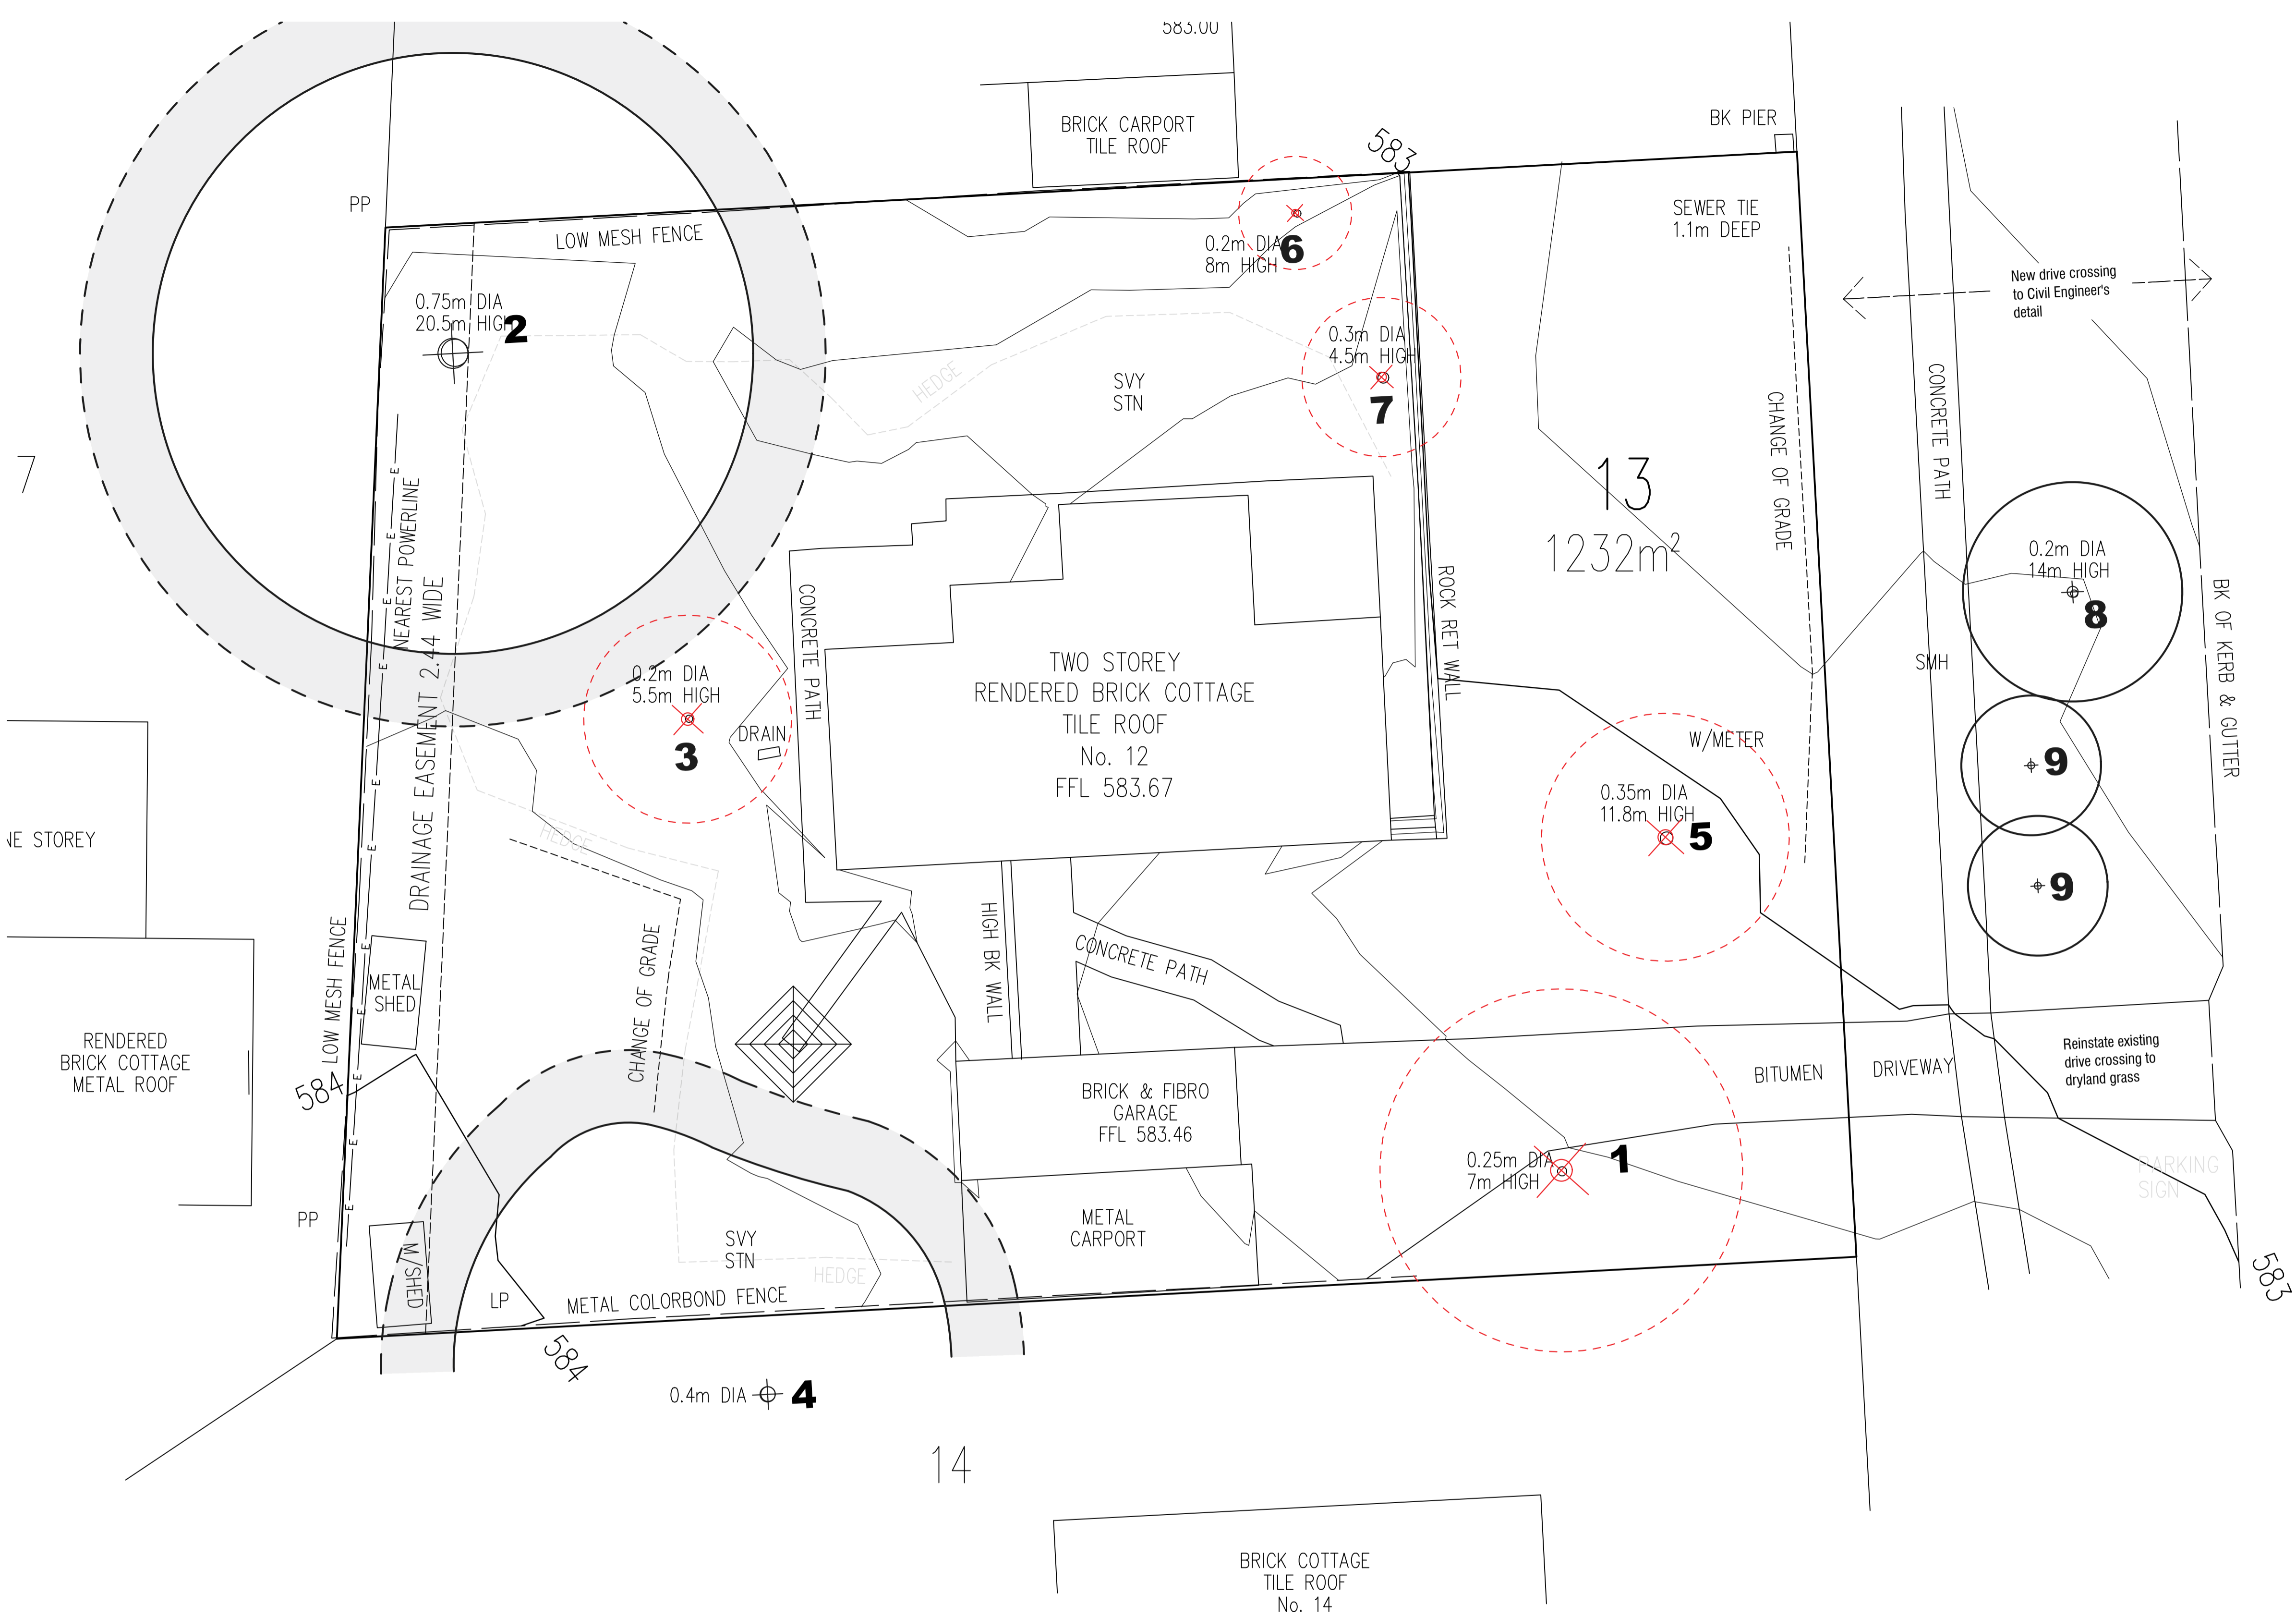 583.00
BRICK CARPORT
TILE ROOF
583
BK PIER
PP
LOW MESH FENCE
0.2m DIA
8m HIGH
6
SEWER TIE
1.1m DEEP
New drive crossing
to Civil Engineer's
detail
0.75m DIA
20.5m HIGH
2
0.3m DIA
4.5m HIGH
7
HEDGE
SVY
STN
7
13
1232m²
CHANGE OF GRADE
CONCRETE PATH
E
E
E
E
E
E
E
E
E
E
E
E
NEAREST POWERLINE
DRAINAGE EASEMENT 2.44 WIDE
CONCRETE PATH
ROCK RET WALL
0.2m DIA
14m HIGH
8
BK OF KERB & GUTTER
0.2m DIA
5.5m HIGH
3
DRAIN
TWO STOREY
RENDERED BRICK COTTAGE
TILE ROOF
No. 12
FFL 583.67
SMH
W/METER
0.35m DIA
11.8m HIGH
5
9
9
NE STOREY
HEDGE
LOW MESH FENCE
METAL
SHED
CHANGE OF GRADE
HIGH BK WALL
CONCRETE PATH
RENDERED
BRICK COTTAGE
METAL ROOF
584
BRICK & FIBRO
GARAGE
FFL 583.46
BITUMEN DRIVEWAY
Reinstate existing
drive crossing to
dryland grass
0.25m DIA
7m HIGH
1
PARKING
SIGN
PP
M/SHED
SVY
STN
HEDGE
METAL
CARPORT
LP
METAL COLORBOND FENCE
583
584
0.4m DIA
4
14
BRICK COTTAGE
TILE ROOF
No. 14